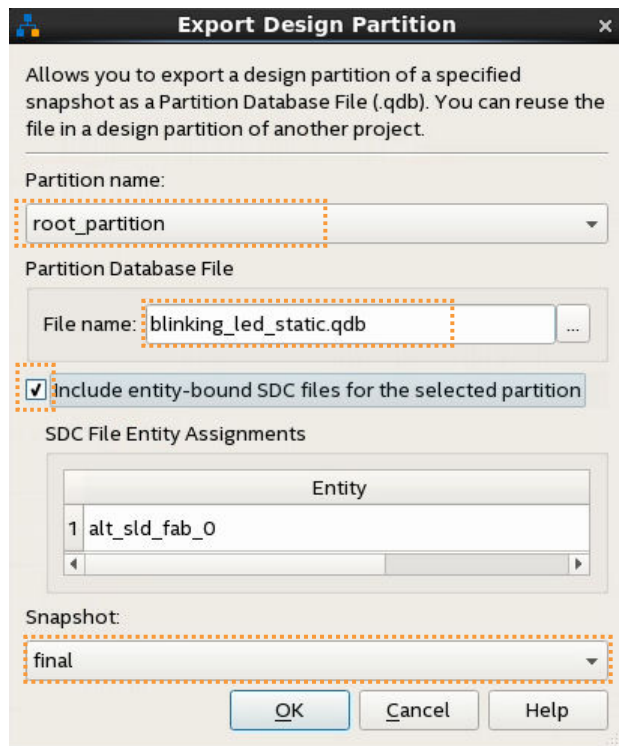 Export Design Partition
Allows you to export a design partition of a specified
snapshot as a Partition Database File (.qdb). You can reuse the
file in a design partition of another project.
Partition name:
root_partition
Partition Database File
File name: blinking_led_static.qdb ...
Include entity-bound SDC files for the selected partition
SDC File Entity Assignments
Entity
1 alt_sld_fab_0
Snapshot:
final
OK Cancel Help